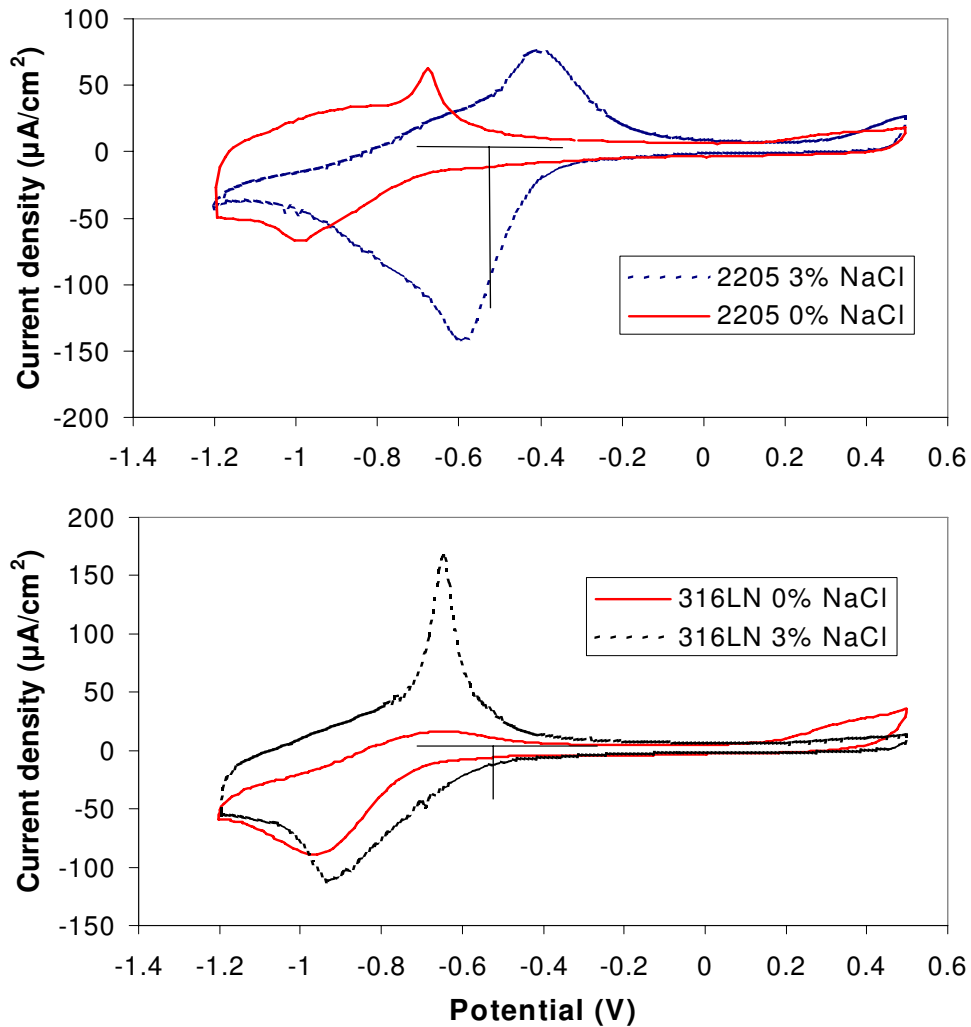 100
50
0
-50
-100
-150
-200
Current density (µA/cm²)
2205 3% NaCl
2205 0% NaCl
-1.4 -1.2 -1 -0.8 -0.6 -0.4 -0.2 0 0.2 0.4 0.6
200
150
100
50
0
-50
-100
-150
Current density (µA/cm²)
316LN 0% NaCl
316LN 3% NaCl
-1.4 -1.2 -1 -0.8 -0.6 -0.4 -0.2 0 0.2 0.4 0.6
Potential (V)